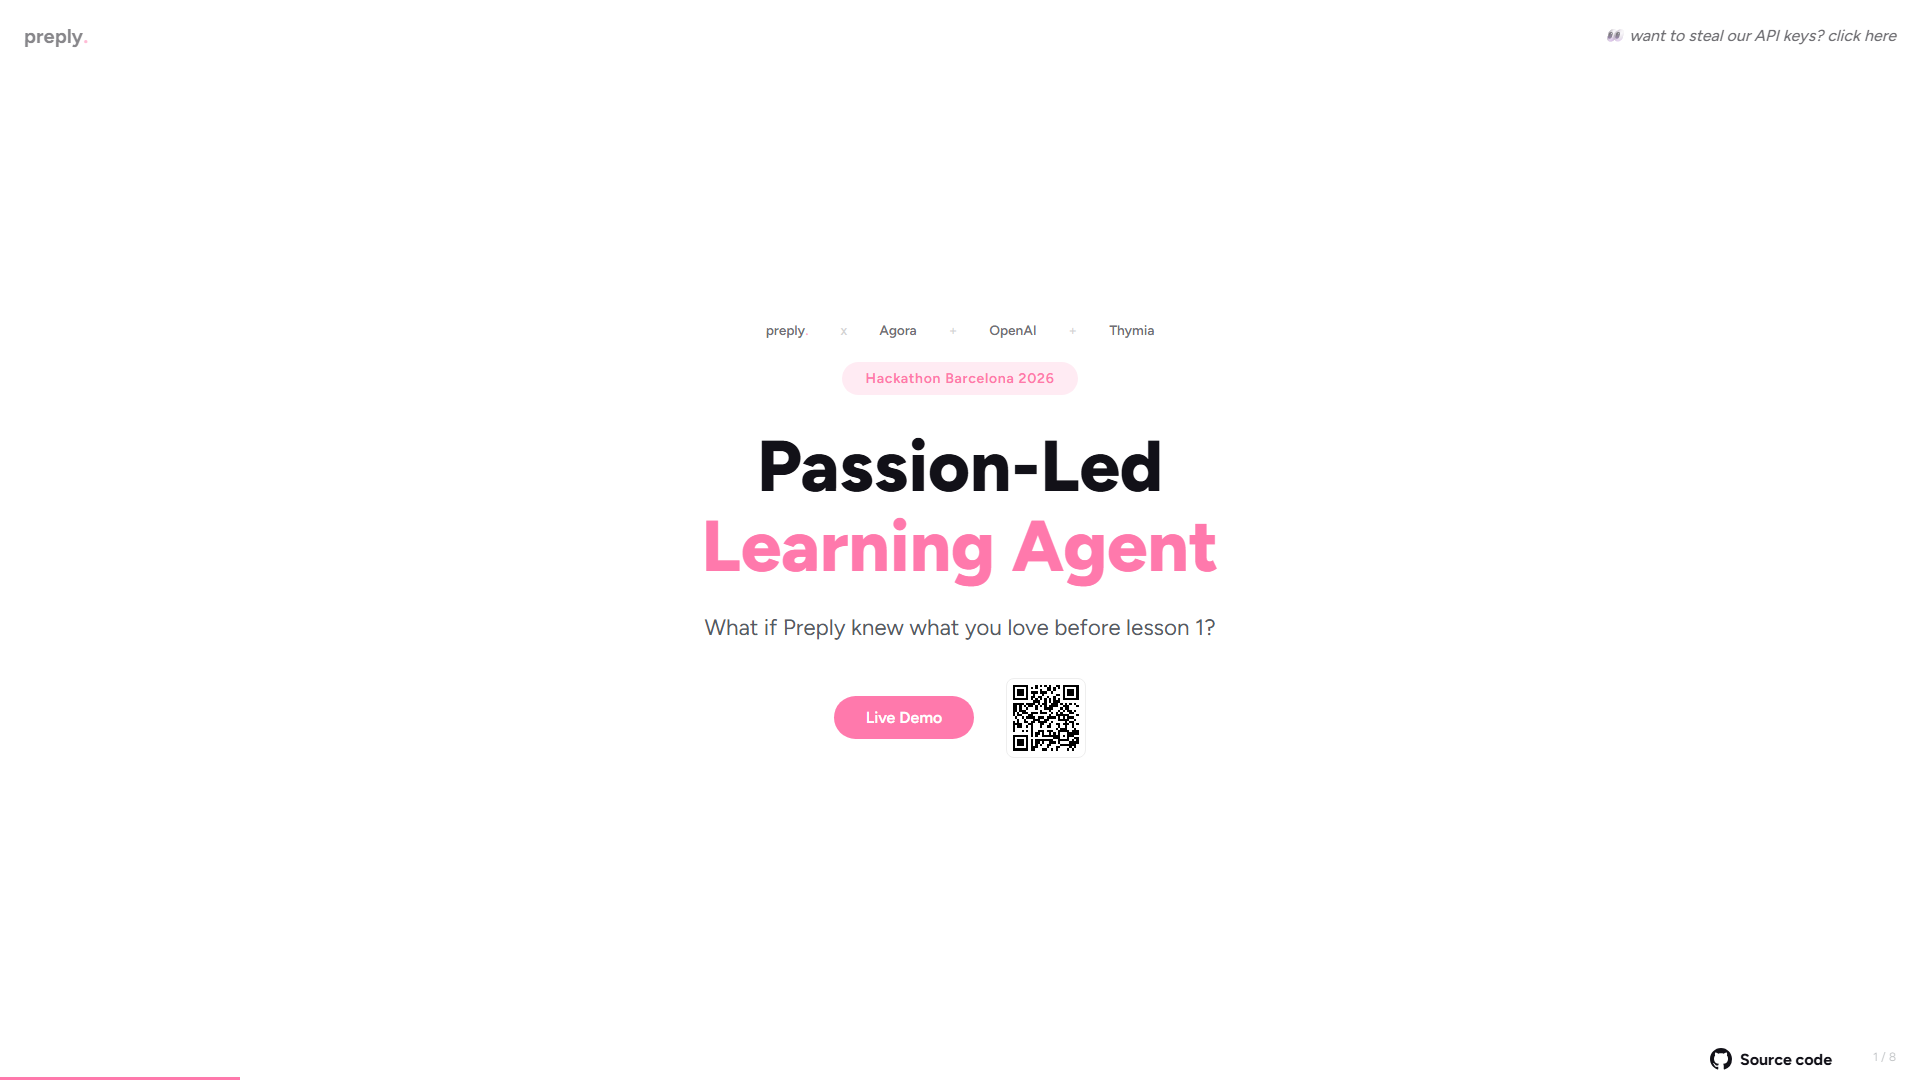 preply.
👀 want to steal our API keys? click here
preply. x Agora + OpenAI + Thymia
Hackathon Barcelona 2026
Passion-Led
Learning Agent
What if Preply knew what you love before lesson 1?
Live Demo
Source code
1 / 8